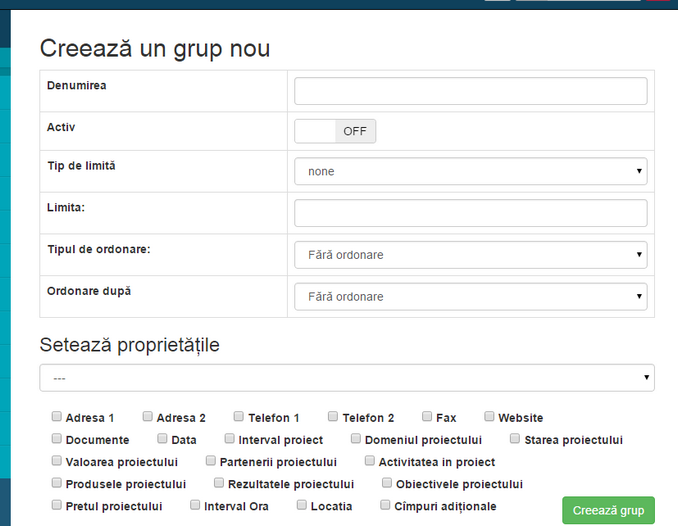 Creează un grup nou
Denumirea
Activ OFF
Tip de limită none
Limita:
Tipul de ordonare: Fără ordonare
Ordonare după Fără ordonare
Setează proprietățile
---
Adresa 1 Adresa 2 Telefon 1 Telefon 2 Fax Website
Documente Data Interval proiect Domeniul proiectului Starea proiectului
Valoarea proiectului Partenerii proiectului Activitatea in proiect
Produsele proiectului Rezultatele proiectului Obiectivele proiectului
Pretul proiectului Interval Ora Locatia Cîmpuri adiționale
Creează grup